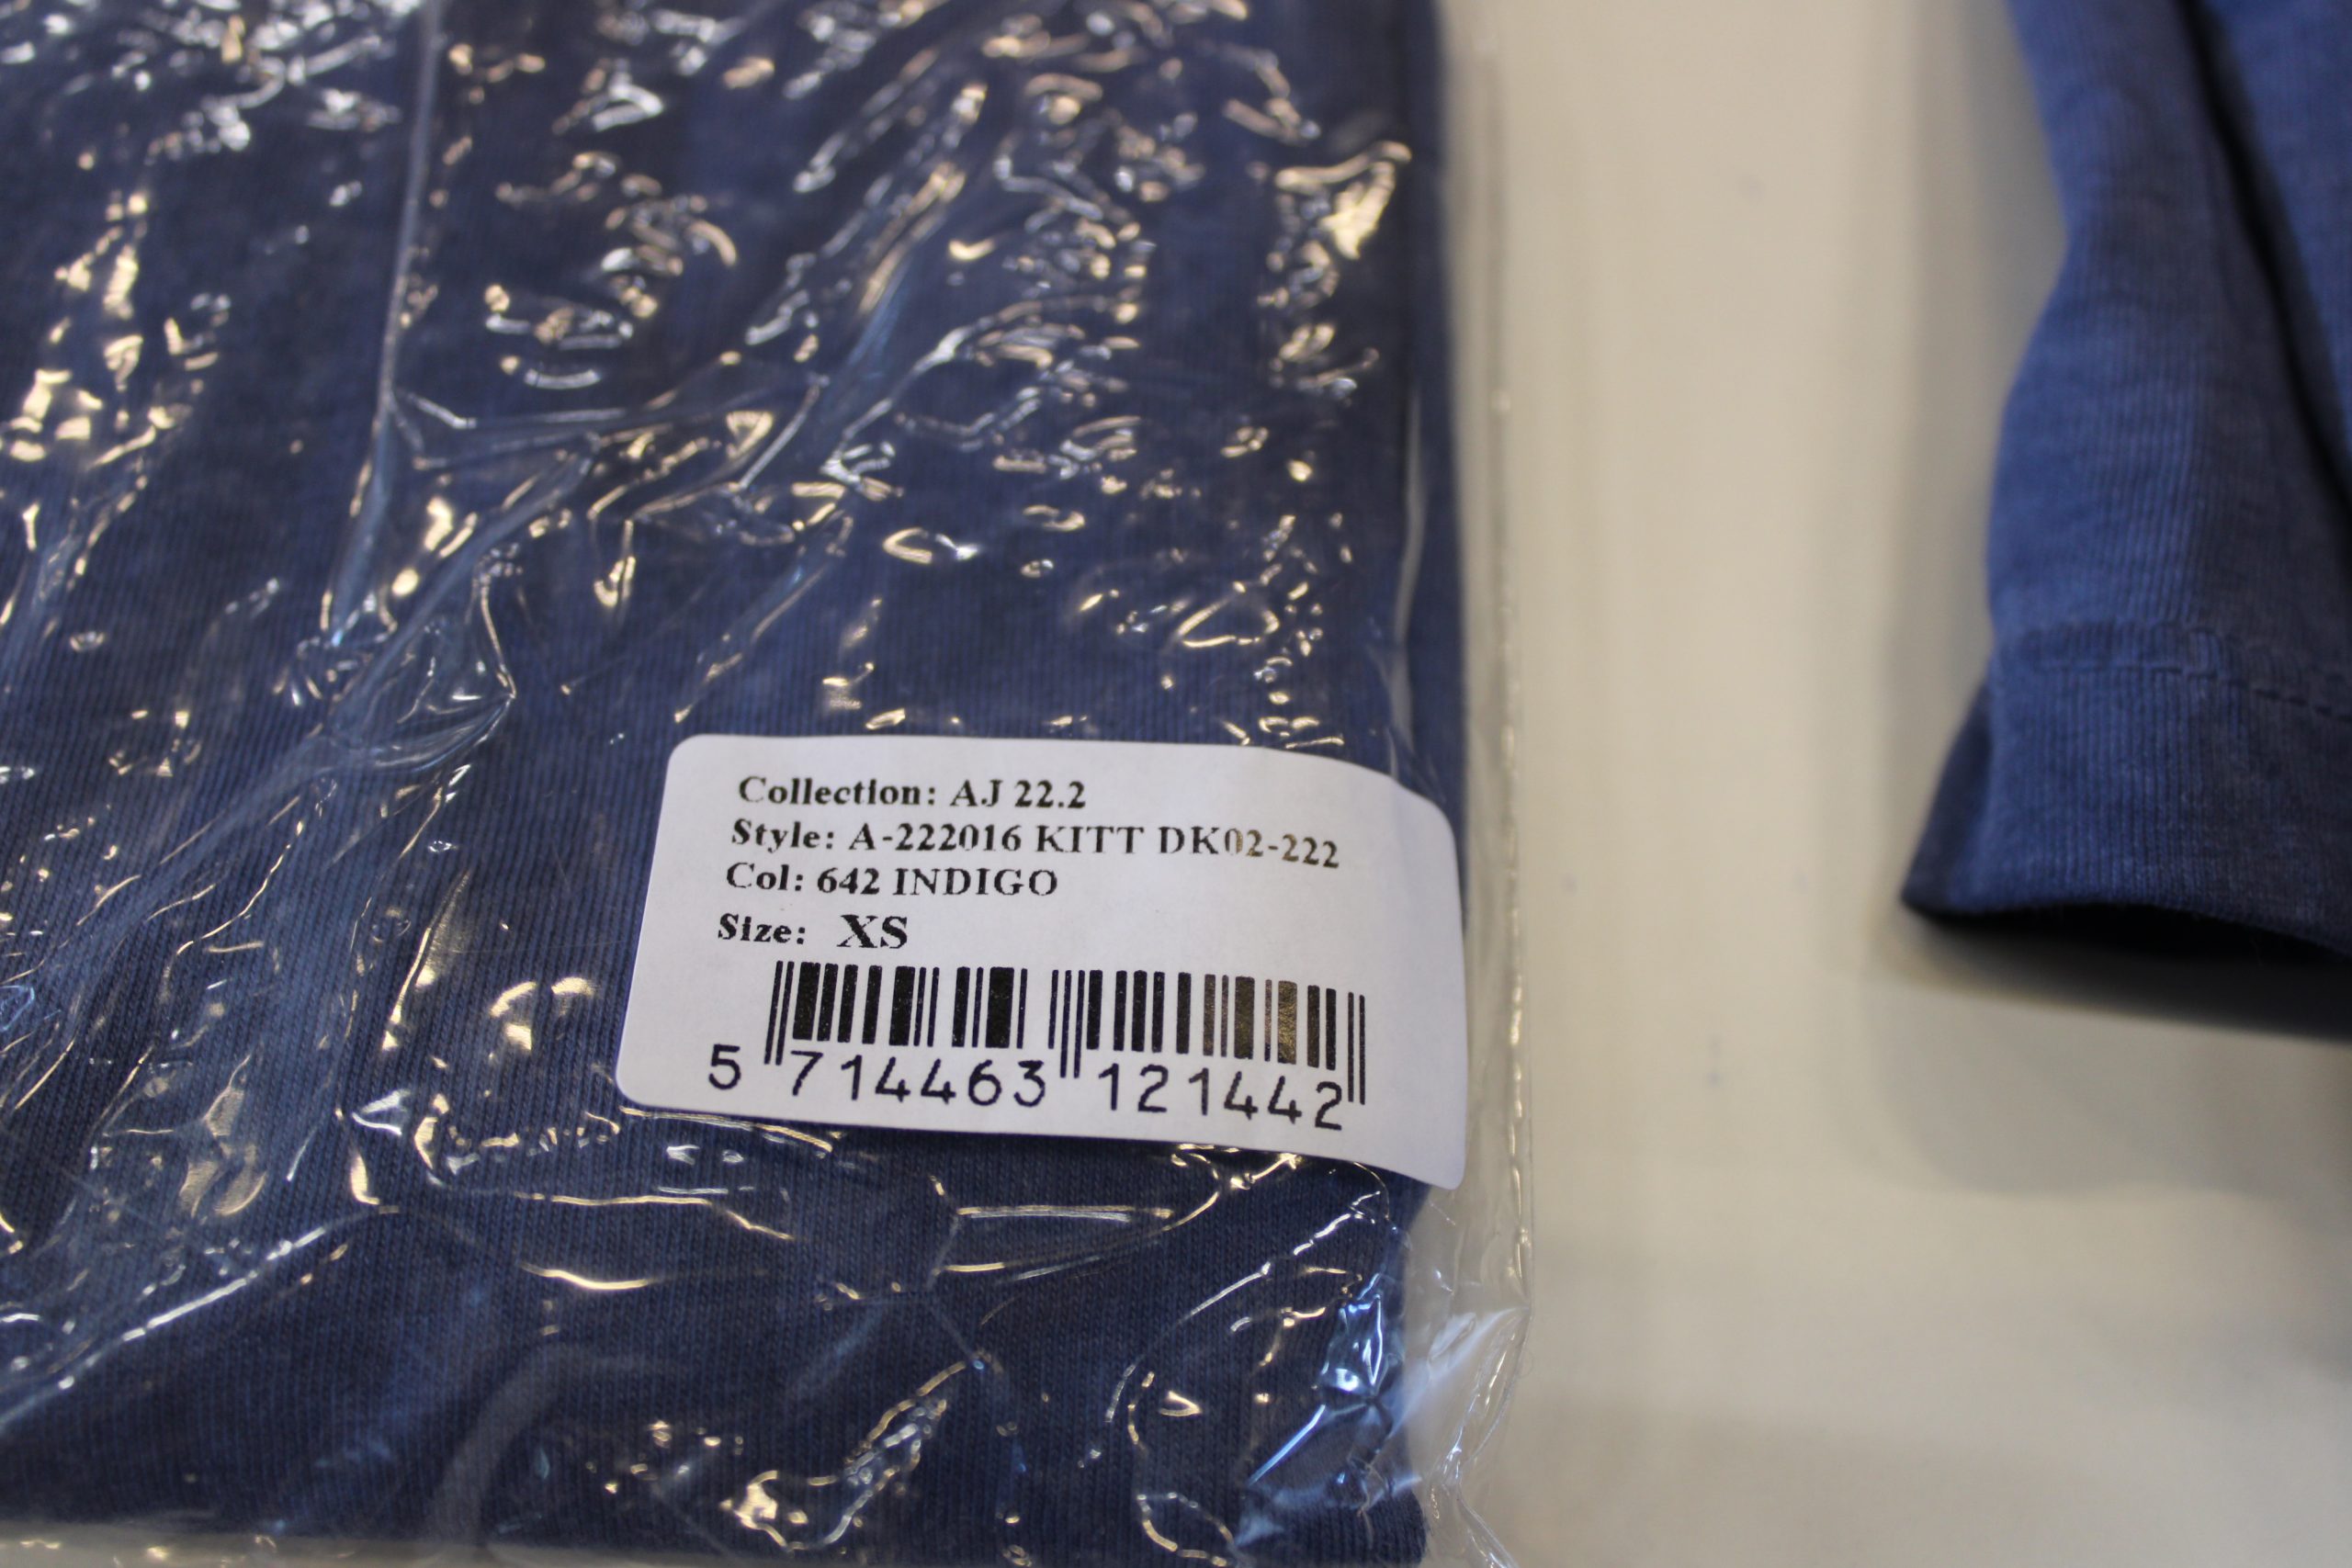 Collection: AJ 22.2
Style: A-222016 KITT DK02-222
Col: 642 INDIGO
Size: XS
5 714463 121442